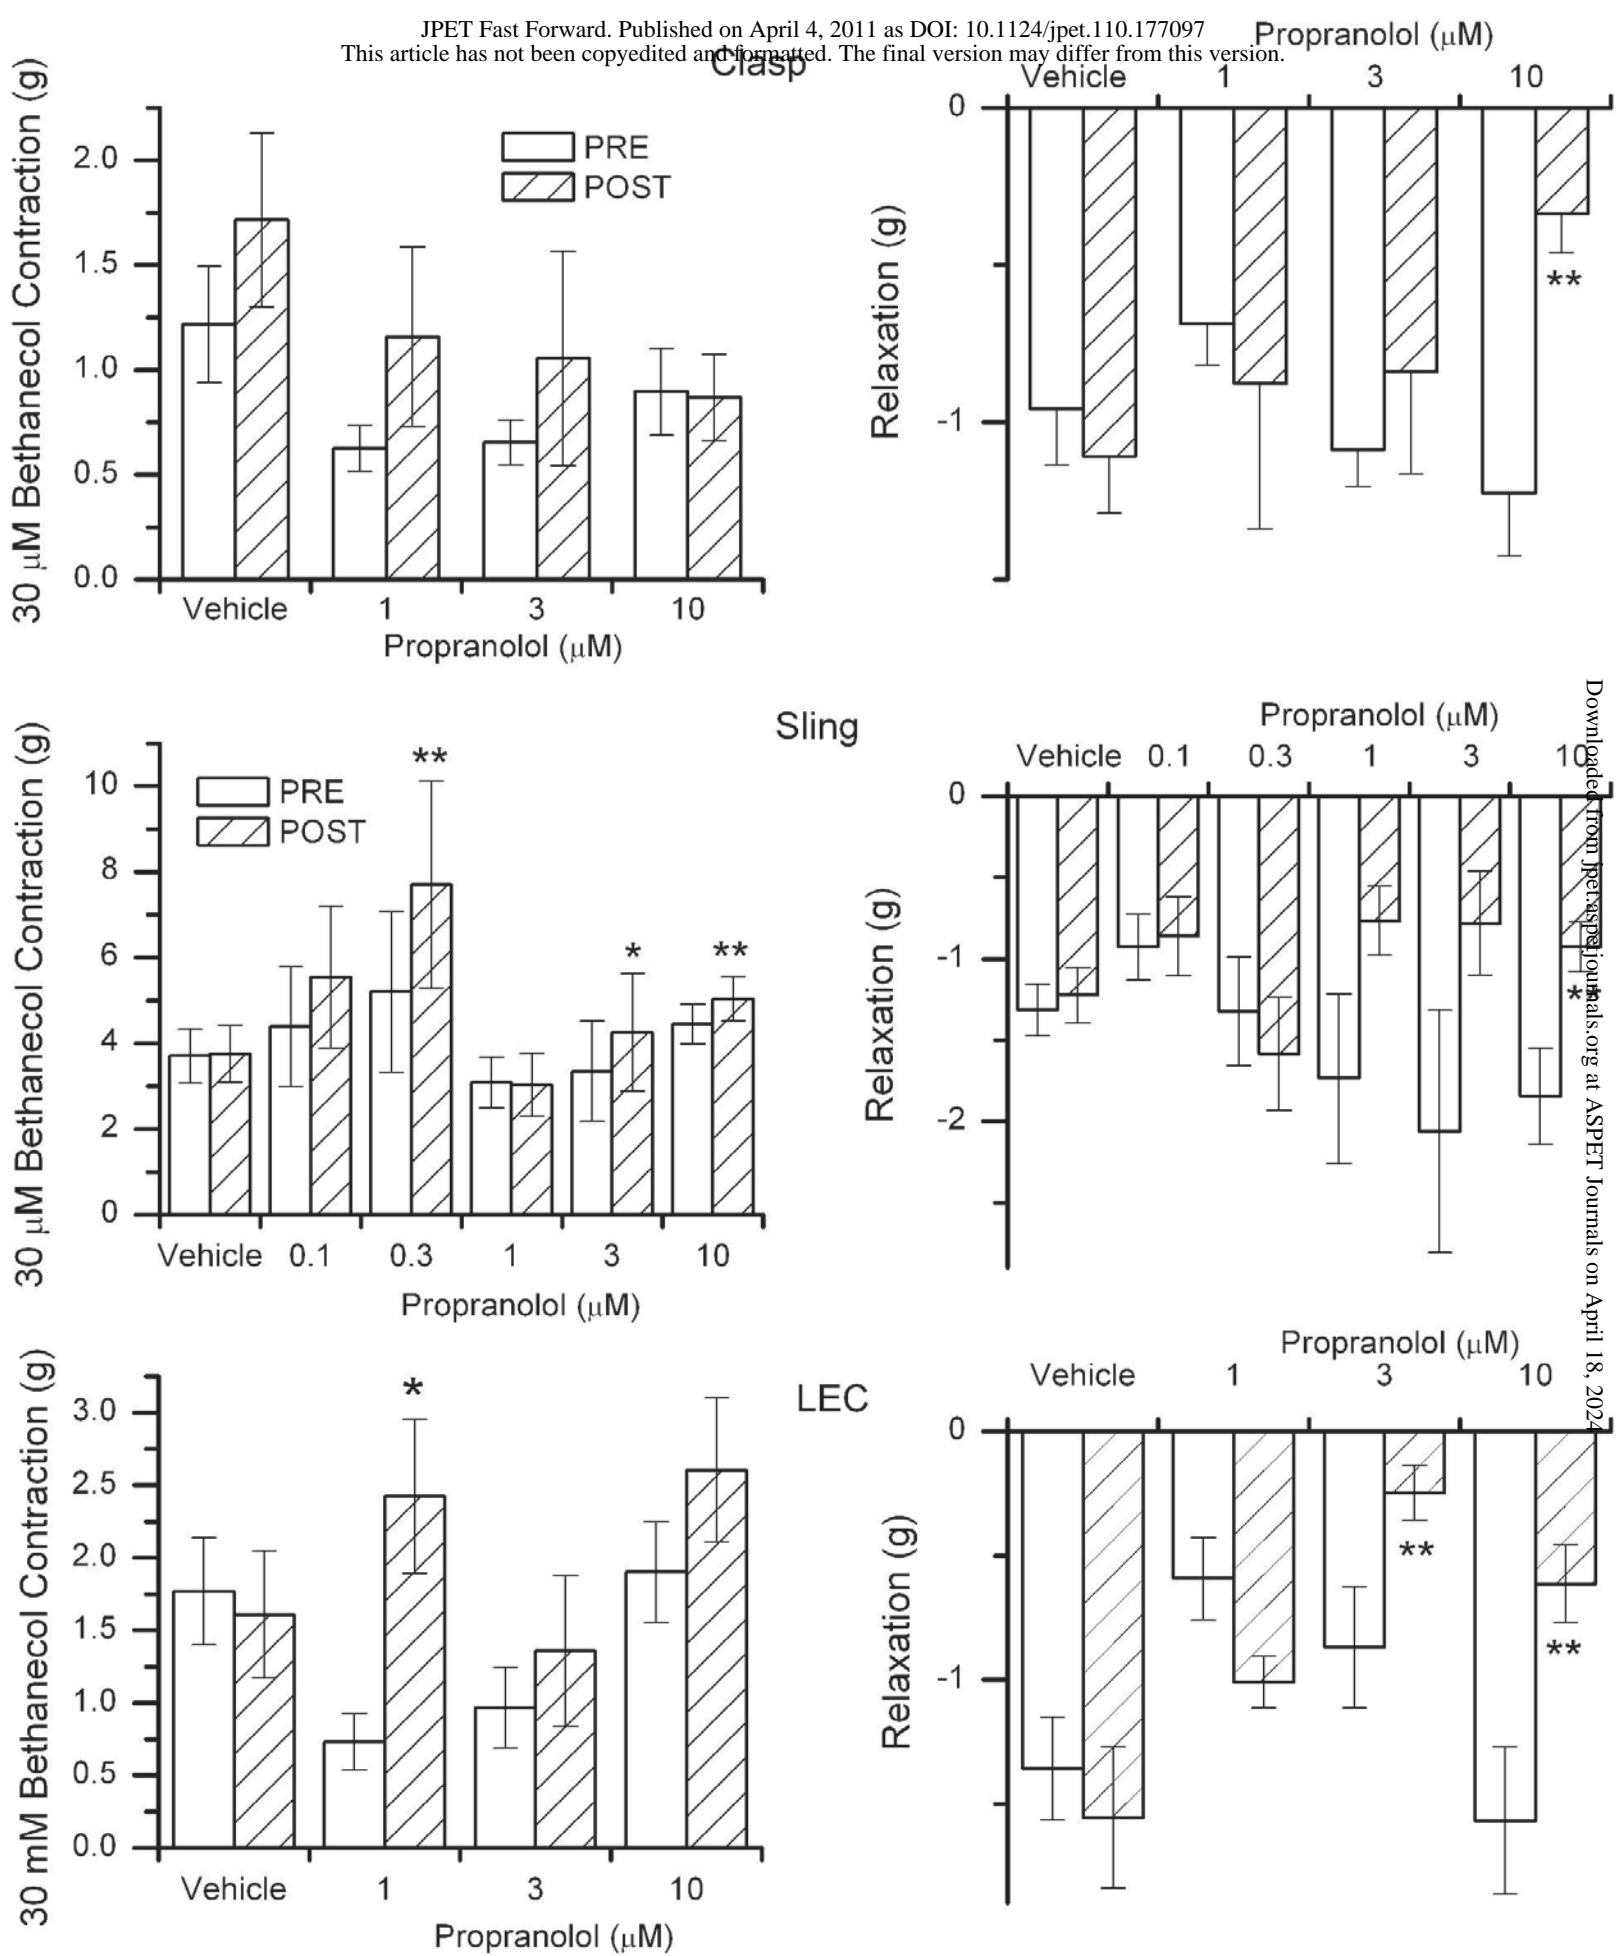 JPET Fast Forward. Published on April 4, 2011 as DOI: 10.1124/jpet.110.177097
This article has not been copyedited and formatted. The final version may differ from this version.
Clasp
30 μM Bethanecol Contraction (g)
2.0
1.5
1.0
0.5
0.0
PRE
POST
Vehicle 1 3 10
Propranolol (μM)
Propranolol (μM)
Vehicle 1 3 10
Relaxation (g)
0
-1
**
Sling
30 μM Bethanecol Contraction (g)
10
8
6
4
2
0
PRE
POST
**
*
**
Vehicle 0.1 0.3 1 3 10
Propranolol (μM)
Propranolol (μM)
Vehicle 0.1 0.3 1 3 10
Relaxation (g)
0
-1
-2
**
LEC
30 mM Bethanecol Contraction (g)
3.0
2.5
2.0
1.5
1.0
0.5
0.0
*
Vehicle 1 3 10
Propranolol (μM)
Propranolol (μM)
Vehicle 1 3 10
Relaxation (g)
0
-1
**
**
Downloaded from jpet.aspetjournals.org at ASPET Journals on April 18, 2024